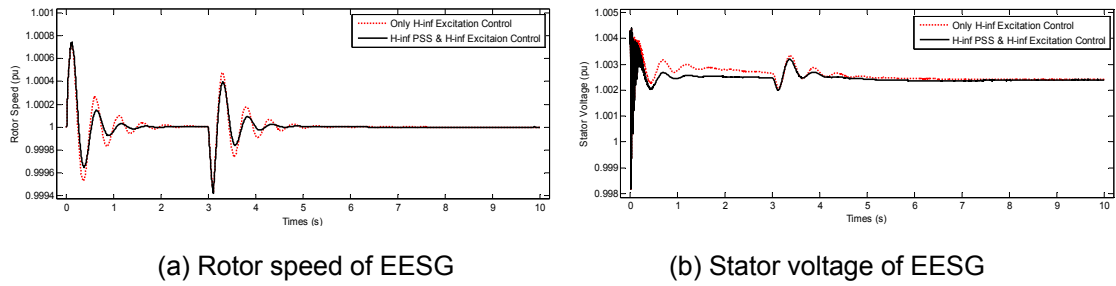 1.001
1.0008
1.0006
1.0004
1.0002
1
0.9998
0.9996
0.9994
Rotor Speed (pu)
Only H-inf Excitation Control
H-inf PSS & H-inf Excitaion Control
0 1 2 3 4 5 6 7 8 9 10
Times (s)
(a) Rotor speed of EESG
1.005
1.004
1.003
1.002
1.001
1
0.999
0.998
Stator Voltage (pu)
Only H-inf Excitation Control
H-inf PSS & H-inf Excitation Control
0 1 2 3 4 5 6 7 8 9 10
Times (s)
(b) Stator voltage of EESG